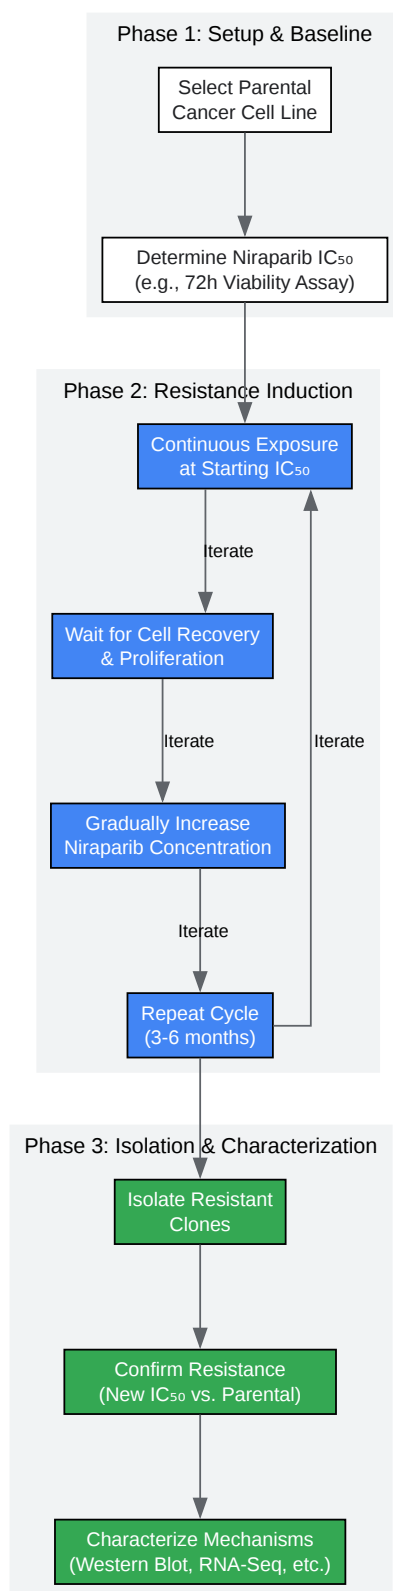 Phase 1: Setup & Baseline
Select Parental
Cancer Cell Line
Determine Niraparib IC₅₀
(e.g., 72h Viability Assay)
Phase 2: Resistance Induction
Continuous Exposure
at Starting IC₅₀
Iterate
Wait for Cell Recovery
& Proliferation
Iterate
Iterate
Gradually Increase
Niraparib Concentration
Iterate
Repeat Cycle
(3-6 months)
Phase 3: Isolation & Characterization
Isolate Resistant
Clones
Confirm Resistance
(New IC₅₀ vs. Parental)
Characterize Mechanisms
(Western Blot, RNA-Seq, etc.)